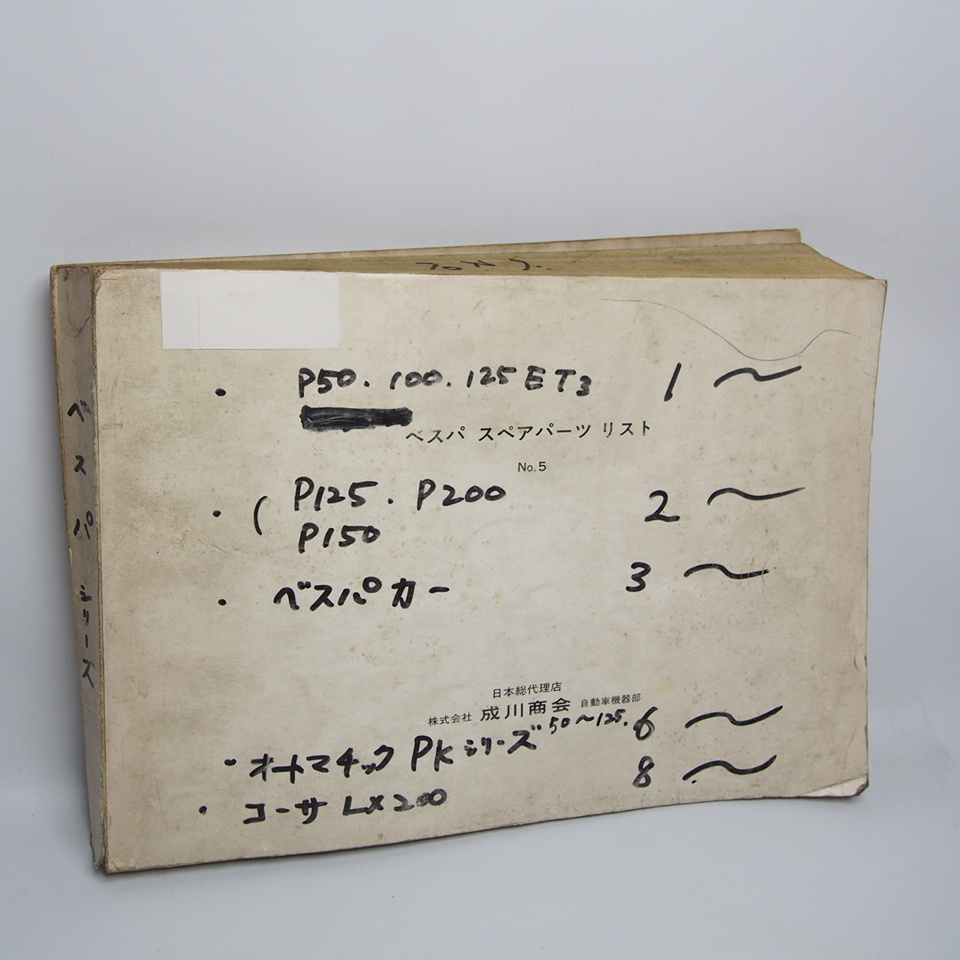 ・ P50.100.125ET3 1〜
ベスパ スペアパーツ リスト
No.5
・ ( P125.P200 2〜
P150
・ ベスパカー 3〜
日本総代理店
株式会社 成川商会 自動車機器部
・オートマチック PKシリーズ 50〜125. 6〜
・ コーサ LX200 8〜
ベスパ シリーズ